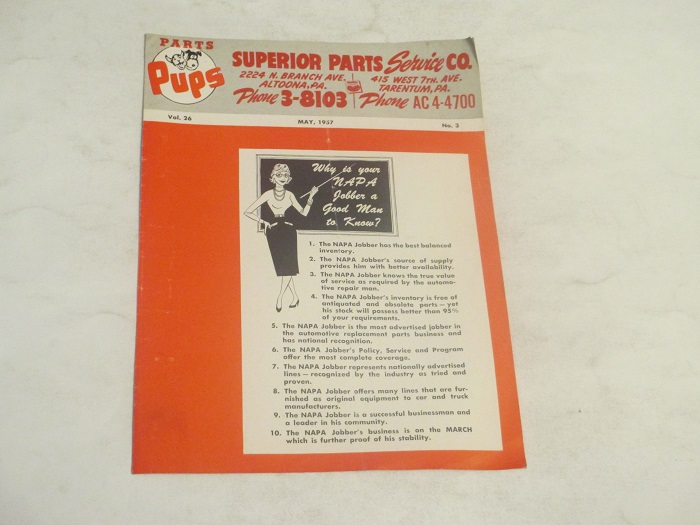 PARTS
Pups
SUPERIOR PARTS Service CO.
2224 N. BRANCH AVE.
ALTOONA, PA.
Phone 3-8103
415 WEST 7TH. AVE.
TARENTUM, PA.
Phone AC 4-4700
Vol. 26
MAY, 1957
No. 3
Why is your
NAPA
Jobber a
Good Man
to Know?
1. The NAPA Jobber has the best balanced
inventory.
2. The NAPA Jobber's source of supply
provides him with better availability.
3. The NAPA Jobber knows the true value
of service as required by the automo-
tive repair man.
4. The NAPA Jobber's inventory is free of
antiquated and obsolete parts — yet
his stock will possess better than 95%
of your requirements.
5. The NAPA Jobber is the most advertised jobber in
the automotive replacement parts business and
has national recognition.
6. The NAPA Jobber's Policy, Service and Program
offer the most complete coverage.
7. The NAPA Jobber represents nationally advertised
lines — recognized by the industry as tried and
proven.
8. The NAPA Jobber offers many lines that are fur-
nished as original equipment to car and truck
manufacturers.
9. The NAPA Jobber is a successful businessman and
a leader in his community.
10. The NAPA Jobber's business is on the MARCH
which is further proof of his stability.